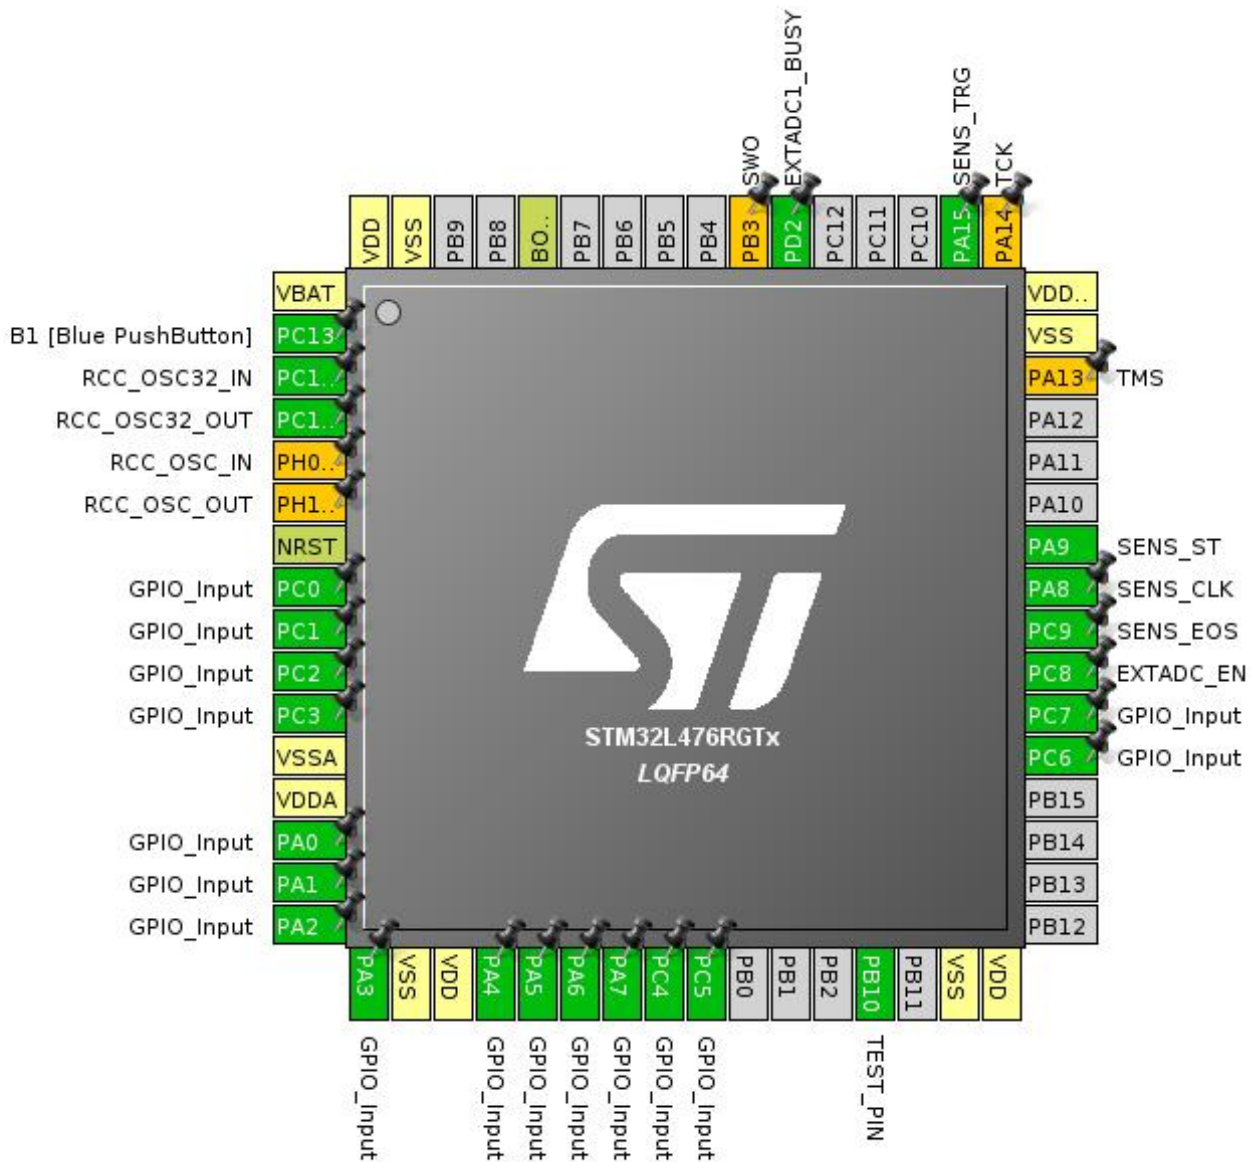 SWO
EXTADC1_BUSY
SENS_TRG
TCK
VDD
VSS
PB9
PB8
BO..
PB7
PB6
PB5
PB4
PB3
PD2
PC12
PC11
PC10
PA15
PA14
VBAT
B1 [Blue PushButton] PC13
RCC_OSC32_IN PC1..
RCC_OSC32_OUT PC1..
RCC_OSC_IN PH0..
RCC_OSC_OUT PH1..
NRST
GPIO_Input PC0
GPIO_Input PC1
GPIO_Input PC2
GPIO_Input PC3
VSSA
VDDA
GPIO_Input PA0
GPIO_Input PA1
GPIO_Input PA2
ST
STM32L476RGTx
LQFP64
VDD..
VSS
PA13 TMS
PA12
PA11
PA10
PA9 SENS_ST
PA8 SENS_CLK
PC9 SENS_EOS
PC8 EXTADC_EN
PC7 GPIO_Input
PC6 GPIO_Input
PB15
PB14
PB13
PB12
PA3
VSS
VDD
PA4
PA5
PA6
PA7
PC4
PC5
PB0
PB1
PB2
PB10
PB11
VSS
VDD
GPIO_Input
GPIO_Input
GPIO_Input
GPIO_Input
GPIO_Input
GPIO_Input
GPIO_Input
TEST_PIN